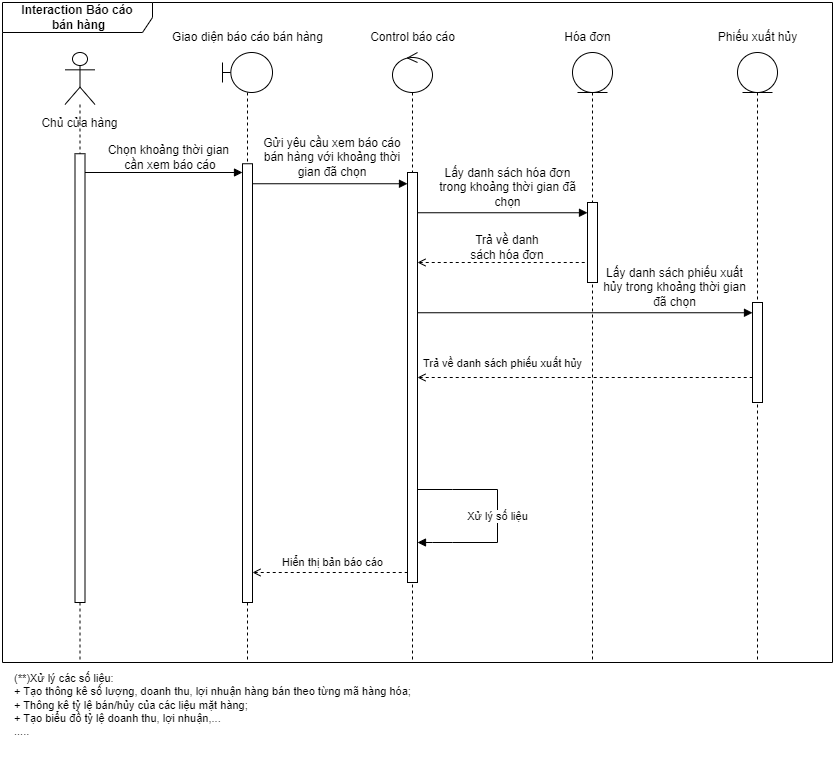 Interaction Báo cáo
bán hàng
Giao diện báo cáo bán hàng
Control báo cáo
Hóa đơn
Phiếu xuất hủy
Chủ cửa hàng
Chọn khoảng thời gian
cần xem báo cáo
Gửi yêu cầu xem báo cáo
bán hàng với khoảng thời
gian đã chọn
Lấy danh sách hóa đơn
trong khoảng thời gian đã
chọn
Trả về danh
sách hóa đơn
Lấy danh sách phiếu xuất
hủy trong khoảng thời gian
đã chọn
Trả về danh sách phiếu xuất hủy
Xử lý số liệu
Hiển thị bản báo cáo
(**)Xử lý các số liệu:
+ Tạo thống kê số lượng, doanh thu, lợi nhuận hàng bán theo từng mã hàng hóa;
+ Thống kê tỷ lệ bán/hủy của các liệu mặt hàng;
+ Tạo biểu đồ tỷ lệ doanh thu, lợi nhuận,...
.....